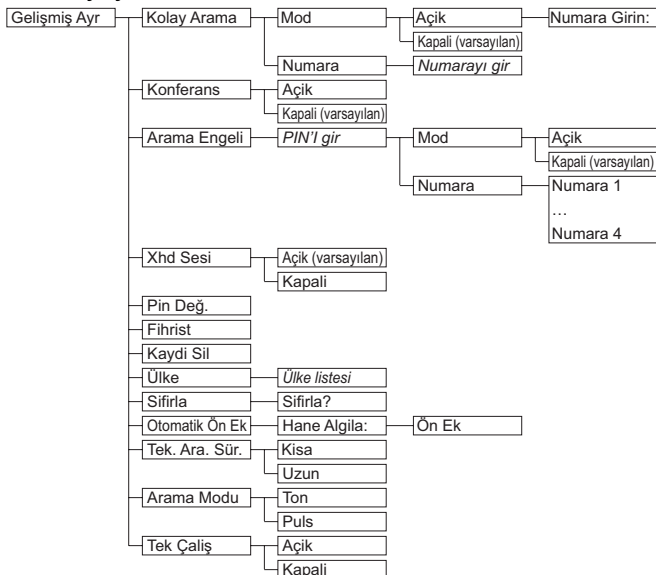 Gelişmiş Ayr
Kolay Arama
Mod
Açik
Numara Girin:
Kapali (varsayılan)
Numara
Numarayı gir
Konferans
Açik
Kapali (varsayılan)
Arama Engeli
PIN’I gir
Mod
Açik
Kapali (varsayılan)
Numara
Numara 1
…
Numara 4
Xhd Sesi
Açik (varsayılan)
Kapali
Pin Değ.
Fihrist
Kaydi Sil
Ülke
Ülke listesi
Sifirla
Sifirla?
Otomatik Ön Ek
Hane Algila:
Ön Ek
Tek. Ara. Sür.
Kisa
Uzun
Arama Modu
Ton
Puls
Tek Çaliş
Açik
Kapali